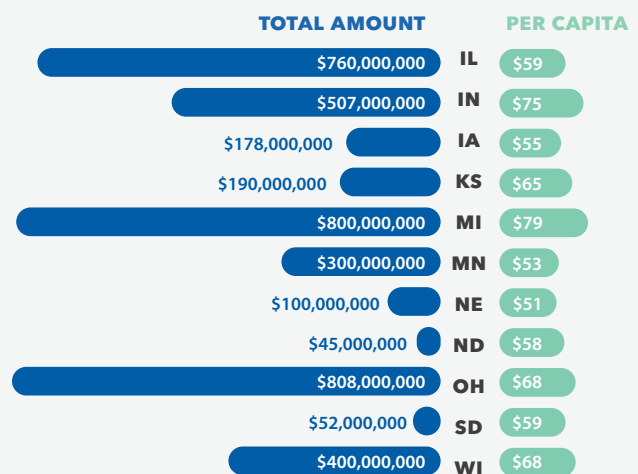 TOTAL AMOUNT PER CAPITA
$760,000,000 IL $59
$507,000,000 IN $75
$178,000,000 IA $55
$190,000,000 KS $65
$800,000,000 MI $79
$300,000,000 MN $53
$100,000,000 NE $51
$45,000,000 ND $58
$808,000,000 OH $68
$52,000,000 SD $59
$400,000,000 WI $68